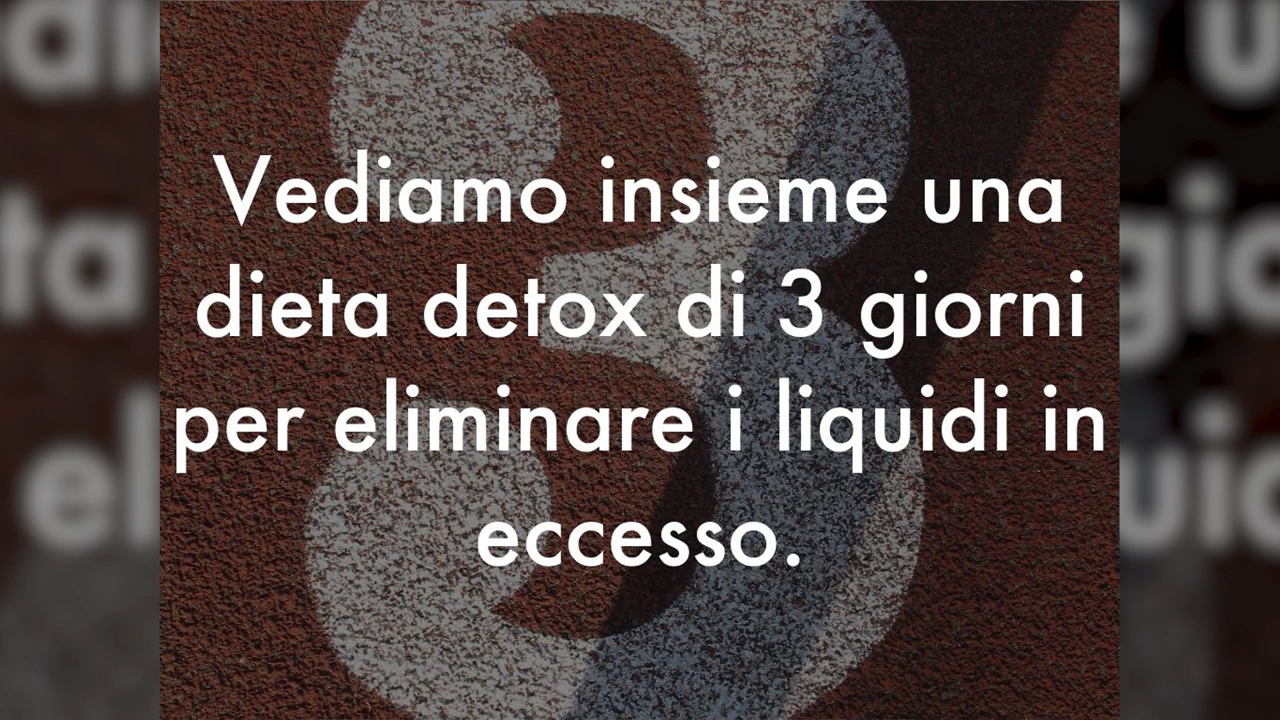 Vediamo insieme una
dieta detox di 3 giorni
per eliminare i liquidi in
eccesso.